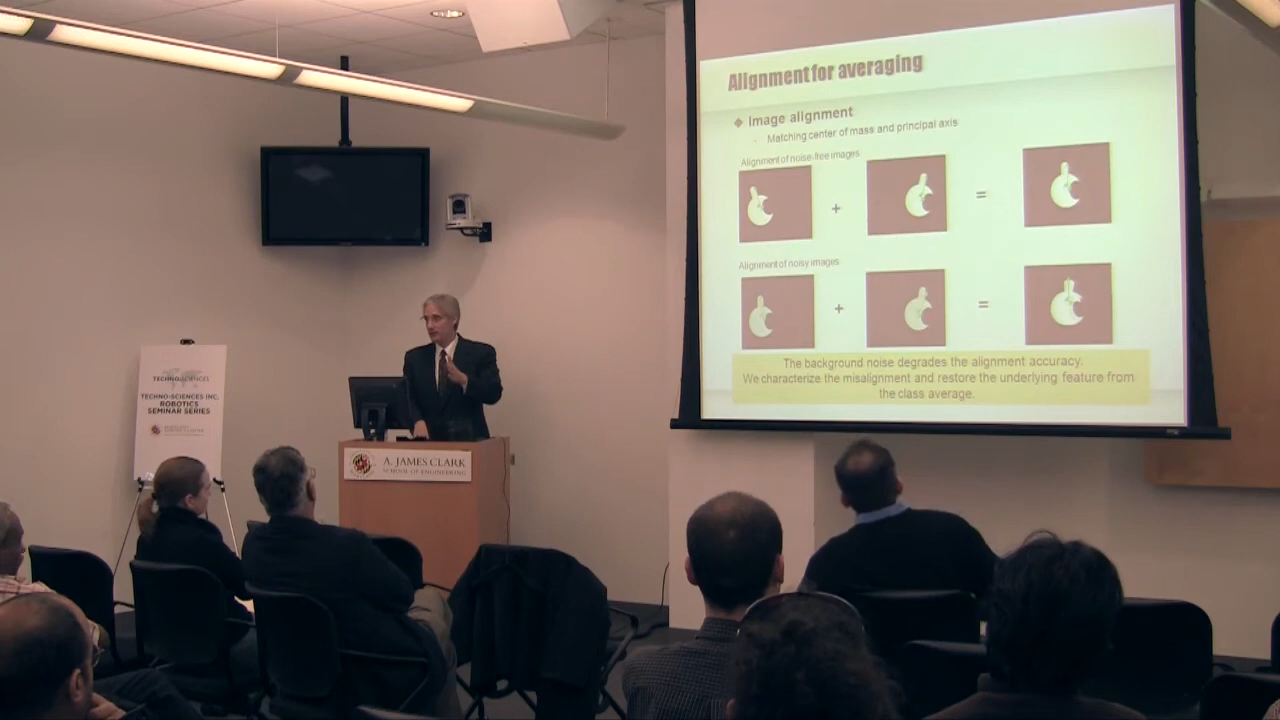 Alignment for averaging
❖ Image alignment
Matching center of mass and principal axis
Alignment of noise-free images
+
=
Alignment of noisy images
+
=
The background noise degrades the alignment accuracy.
We characterize the misalignment and restore the underlying feature from
the class average.
TECHNO-SCIENCES
TECHNO-SCIENCES INC.
ROBOTICS
SEMINAR SERIES
A. JAMES CLARK
SCHOOL OF ENGINEERING